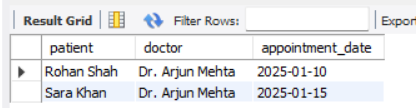 Result Grid Filter Rows: Export
patient doctor appointment_date
Rohan Shah Dr. Arjun Mehta 2025-01-10
Sara Khan Dr. Arjun Mehta 2025-01-15